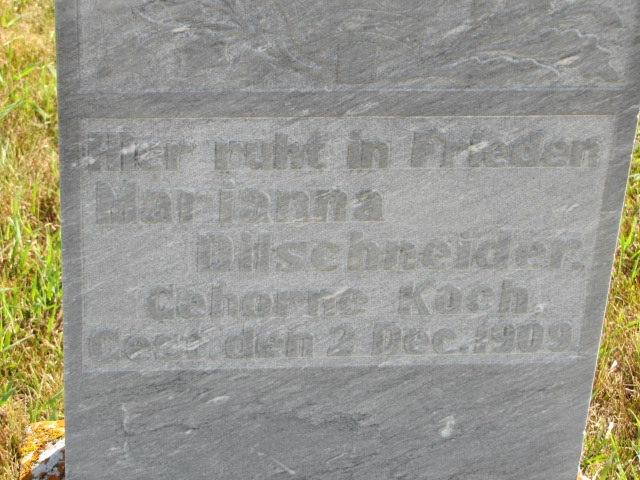 Hier ruht in Frieden
Marianna
Dilschneider,
Geborne Koch.
Gest. den 2 Dec. 1909.